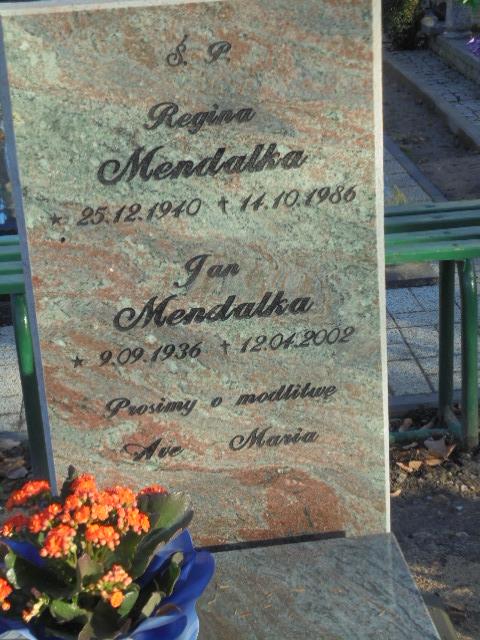 Ś. P.
Regina
Mendalka
* 25.12.1940 † 14.10.1986
Jan
Mendalka
* 9.09.1936 † 12.04.2002
Prosimy o modlitwę
Ave Maria